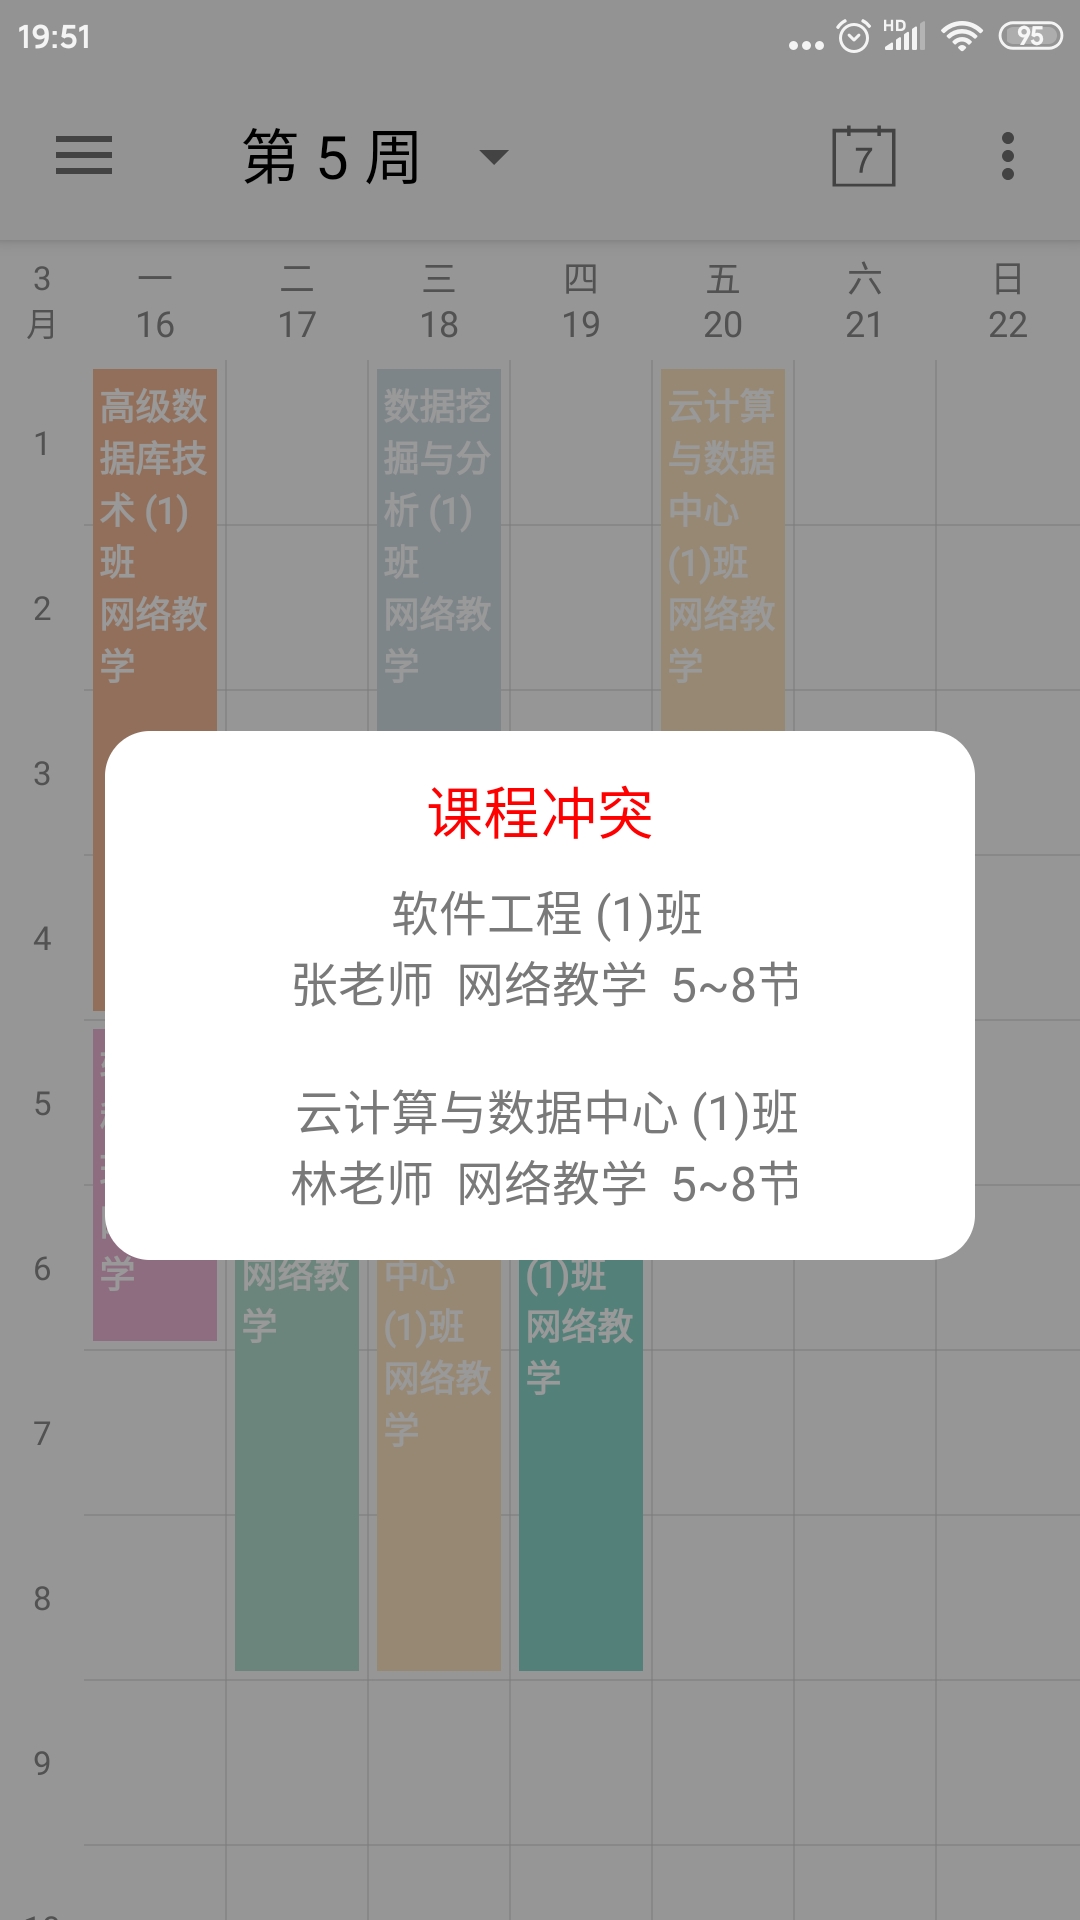 19:51
HD
95
第 5 周
7
3
月
一
16
二
17
三
18
四
19
五
20
六
21
日
22
1
2
3
4
5
6
7
8
9
高级数
据库技
术 (1)
班
网络教
学
数据挖
掘与分
析 (1)
班
网络教
学
云计算
与数据
中心
(1)班
网络教
学
课程冲突
软件工程 (1)班
张老师 网络教学 5~8节
云计算与数据中心 (1)班
林老师 网络教学 5~8节
学
网络教
学
中心
(1)班
网络教
学
(1)班
网络教
学